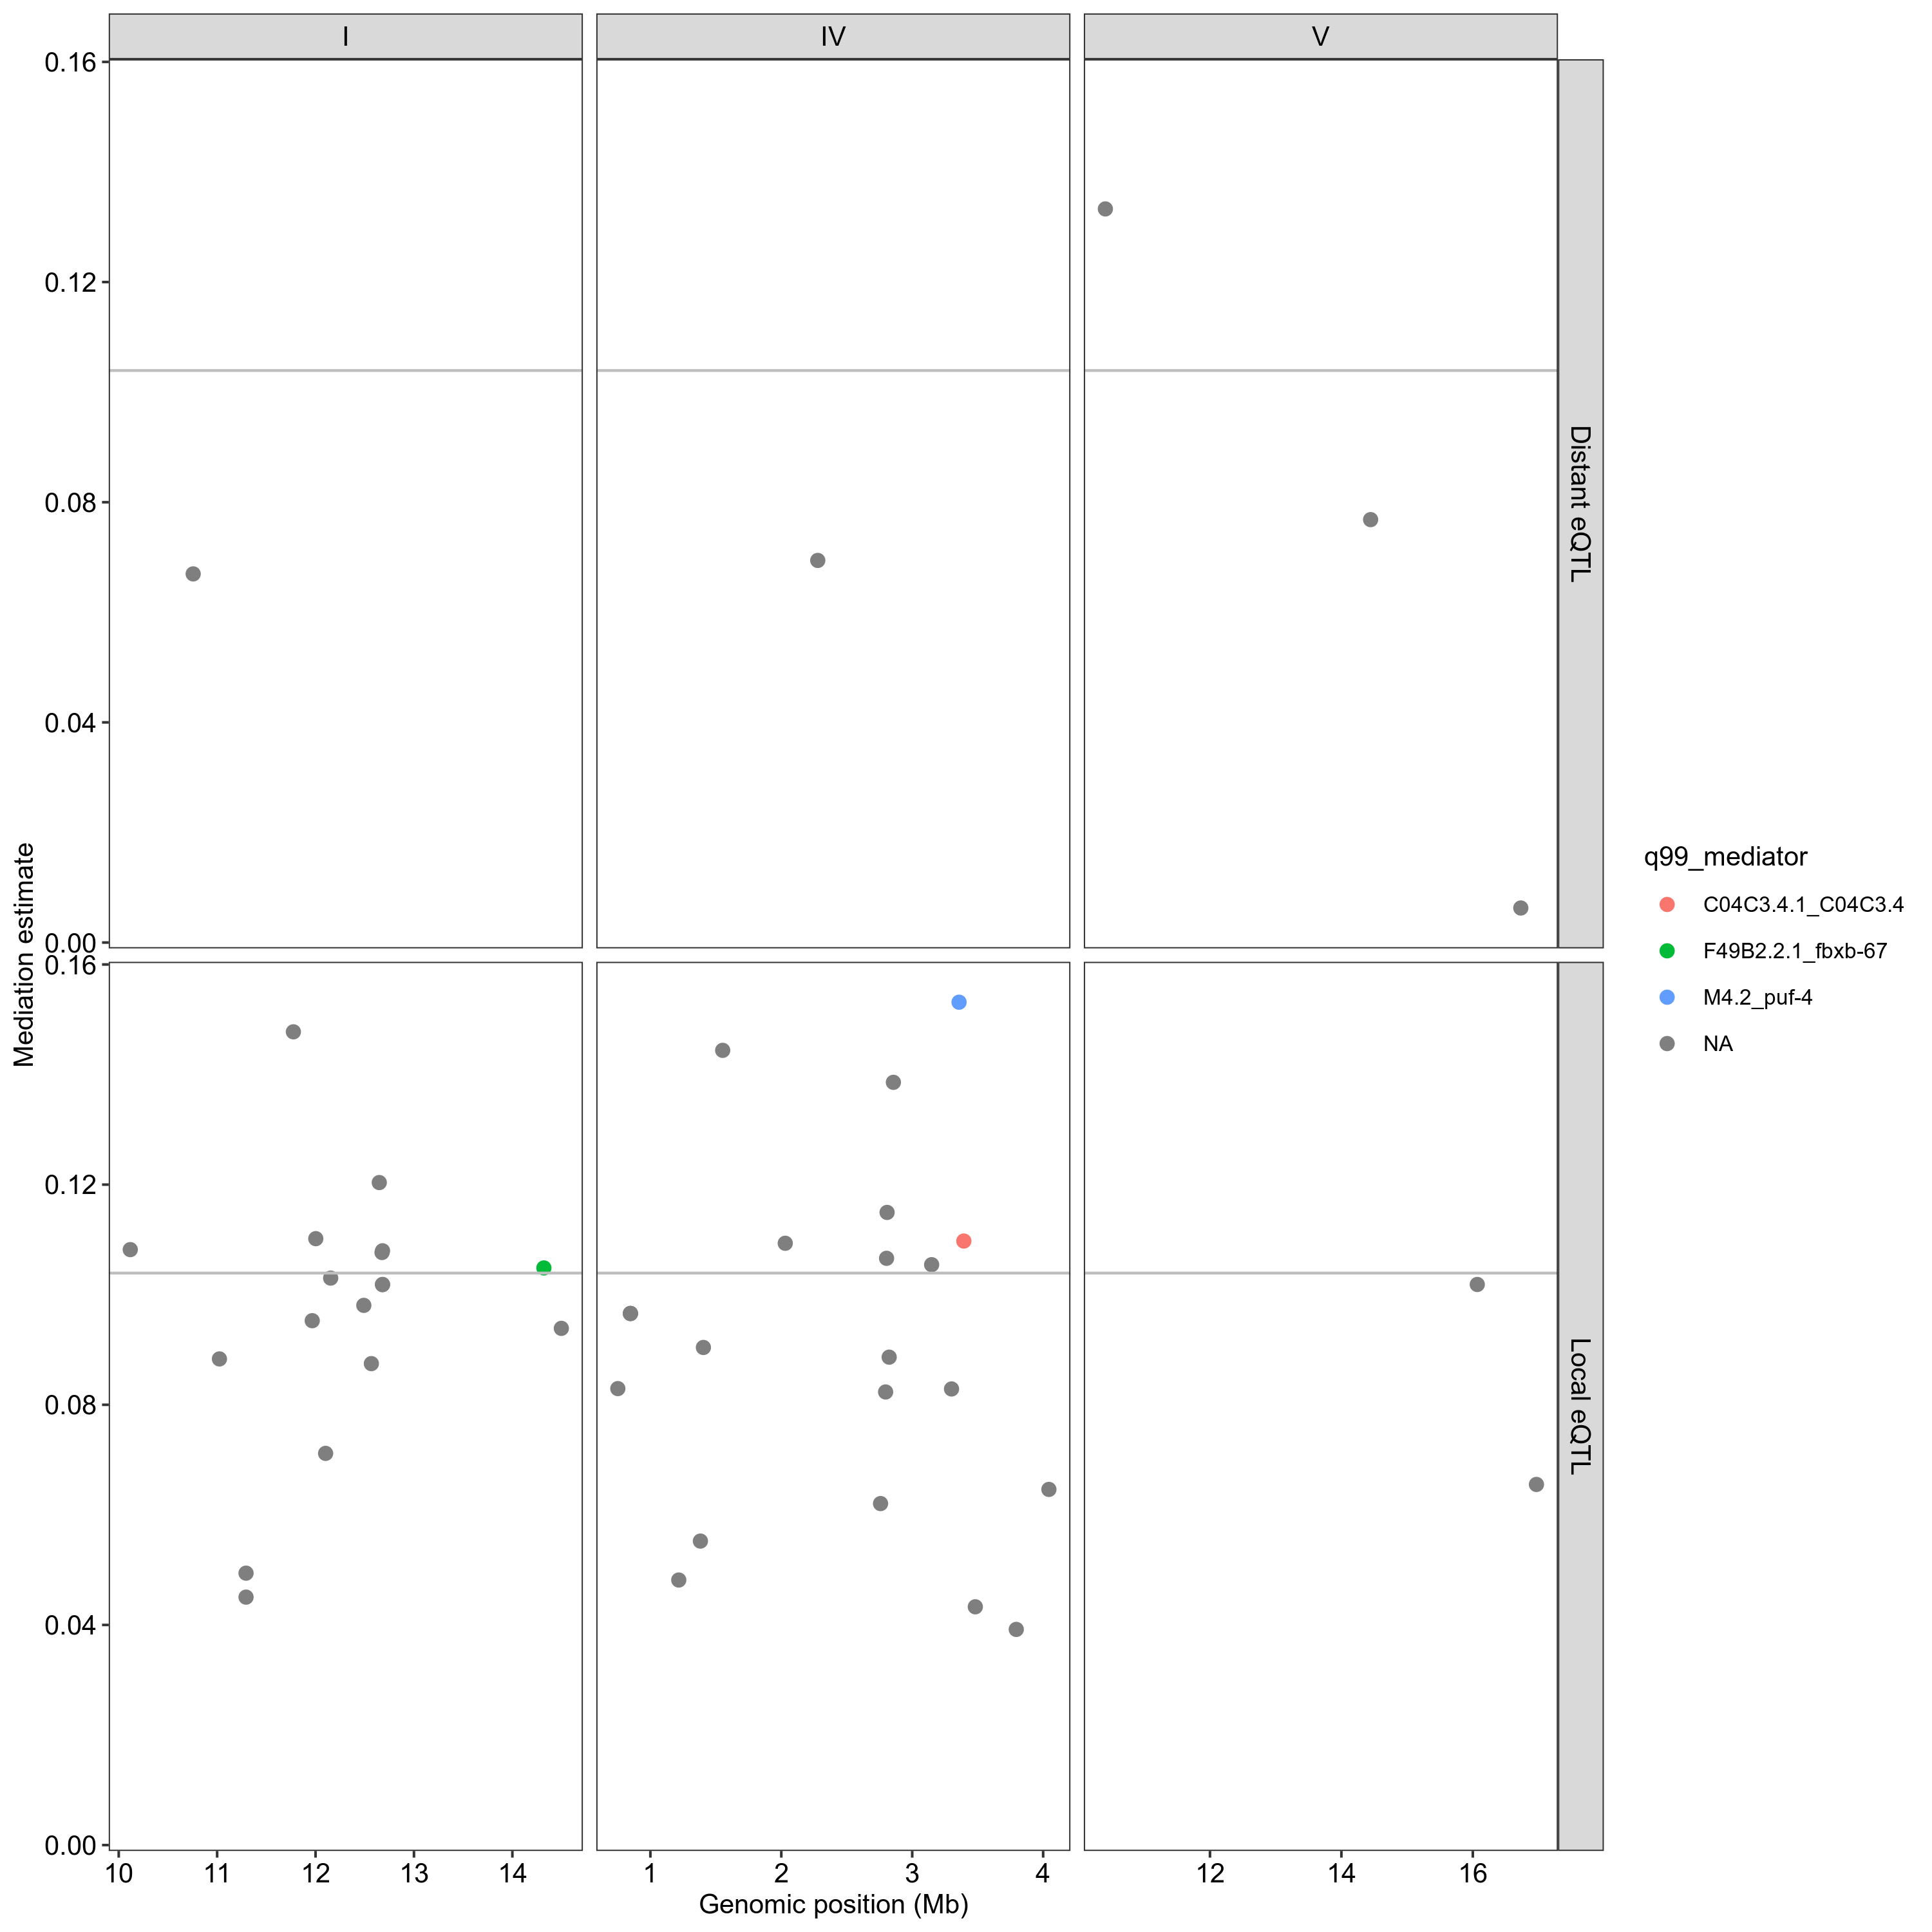 I IV V
0.16
0.12
0.08
0.04
0.00
Distant eQTL
Mediation estimate
0.16
0.12
0.08
0.04
0.00
Local eQTL
10 11 12 13 14 1 2 3 4 12 14 16
Genomic position (Mb)
q99_mediator
C04C3.4.1_C04C3.4
F49B2.2.1_fbxb-67
M4.2_puf-4
NA